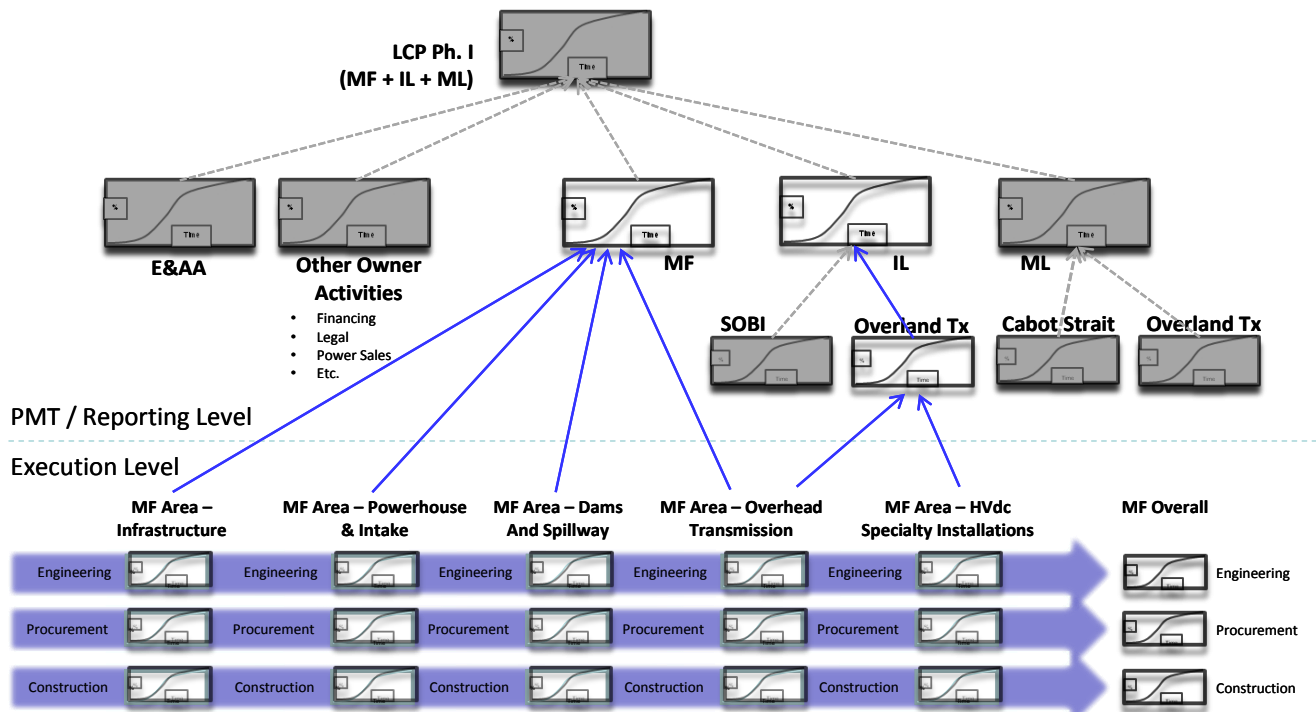 LCP Ph. I
(MF + IL + ML)
%
Time
%
Time
%
Time
%
Time
%
Time
%
Time
E&AA
Other Owner
Activities
MF
IL
ML
• Financing
• Legal
• Power Sales
• Etc.
SOBI
Overland Tx
Cabot Strait
Overland Tx
%
Time
%
Time
%
Time
%
Time
PMT / Reporting Level
Execution Level
MF Area –
Infrastructure
MF Area – Powerhouse
& Intake
MF Area – Dams
And Spillway
MF Area – Overhead
Transmission
MF Area – HVdc
Specialty Installations
MF Overall
Engineering
Engineering
Engineering
Engineering
Engineering
Engineering
Procurement
Procurement
Procurement
Procurement
Procurement
Procurement
Construction
Construction
Construction
Construction
Construction
Construction